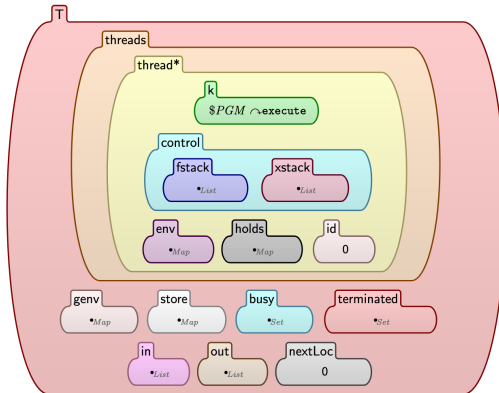 T
threads
thread*
k
$PGM ↷execute
control
fstack xstack
•List •List
env holds id
•Map •Map 0
genv store busy terminated
•Map •Map •Set •Set
in out nextLoc
•List •List 0